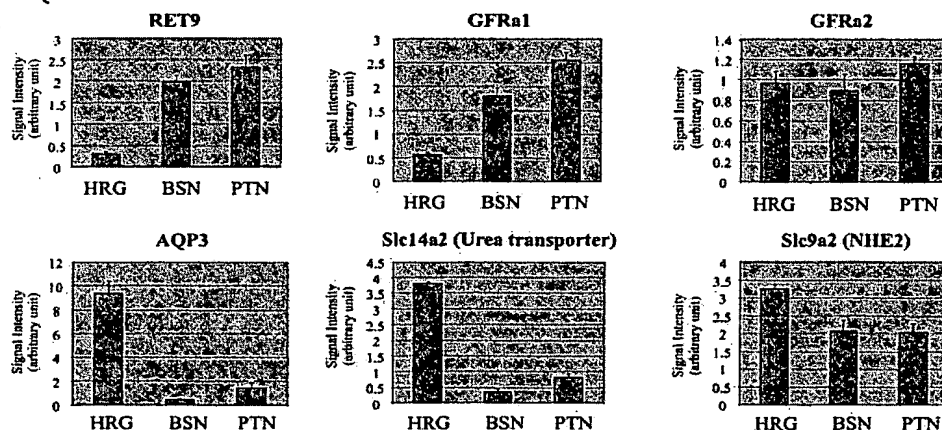 RET9
Signal Intensity
(arbitrary unit)
3
2.5
2
1.5
1
0.5
0
HRG BSN PTN
GFRa1
Signal Intensity
(arbitrary unit)
3
2.5
2
1.5
1
0.5
0
HRG BSN PTN
GFRa2
Signal Intensity
(arbitrary unit)
1.4
1.2
1
0.8
0.6
0.4
0.2
0
HRG BSN PTN
AQP3
Signal Intensity
(arbitrary unit)
12
10
8
6
4
2
0
HRG BSN PTN
Slc14a2 (Urea transporter)
Signal Intensity
(arbitrary unit)
4.5
4
3.5
3
2.5
2
1.5
1
0.5
0
HRG BSN PTN
Slc9a2 (NHE2)
Signal Intensity
(arbitrary unit)
4
3.5
3
2.5
2
1.5
1
0.5
0
HRG BSN PTN